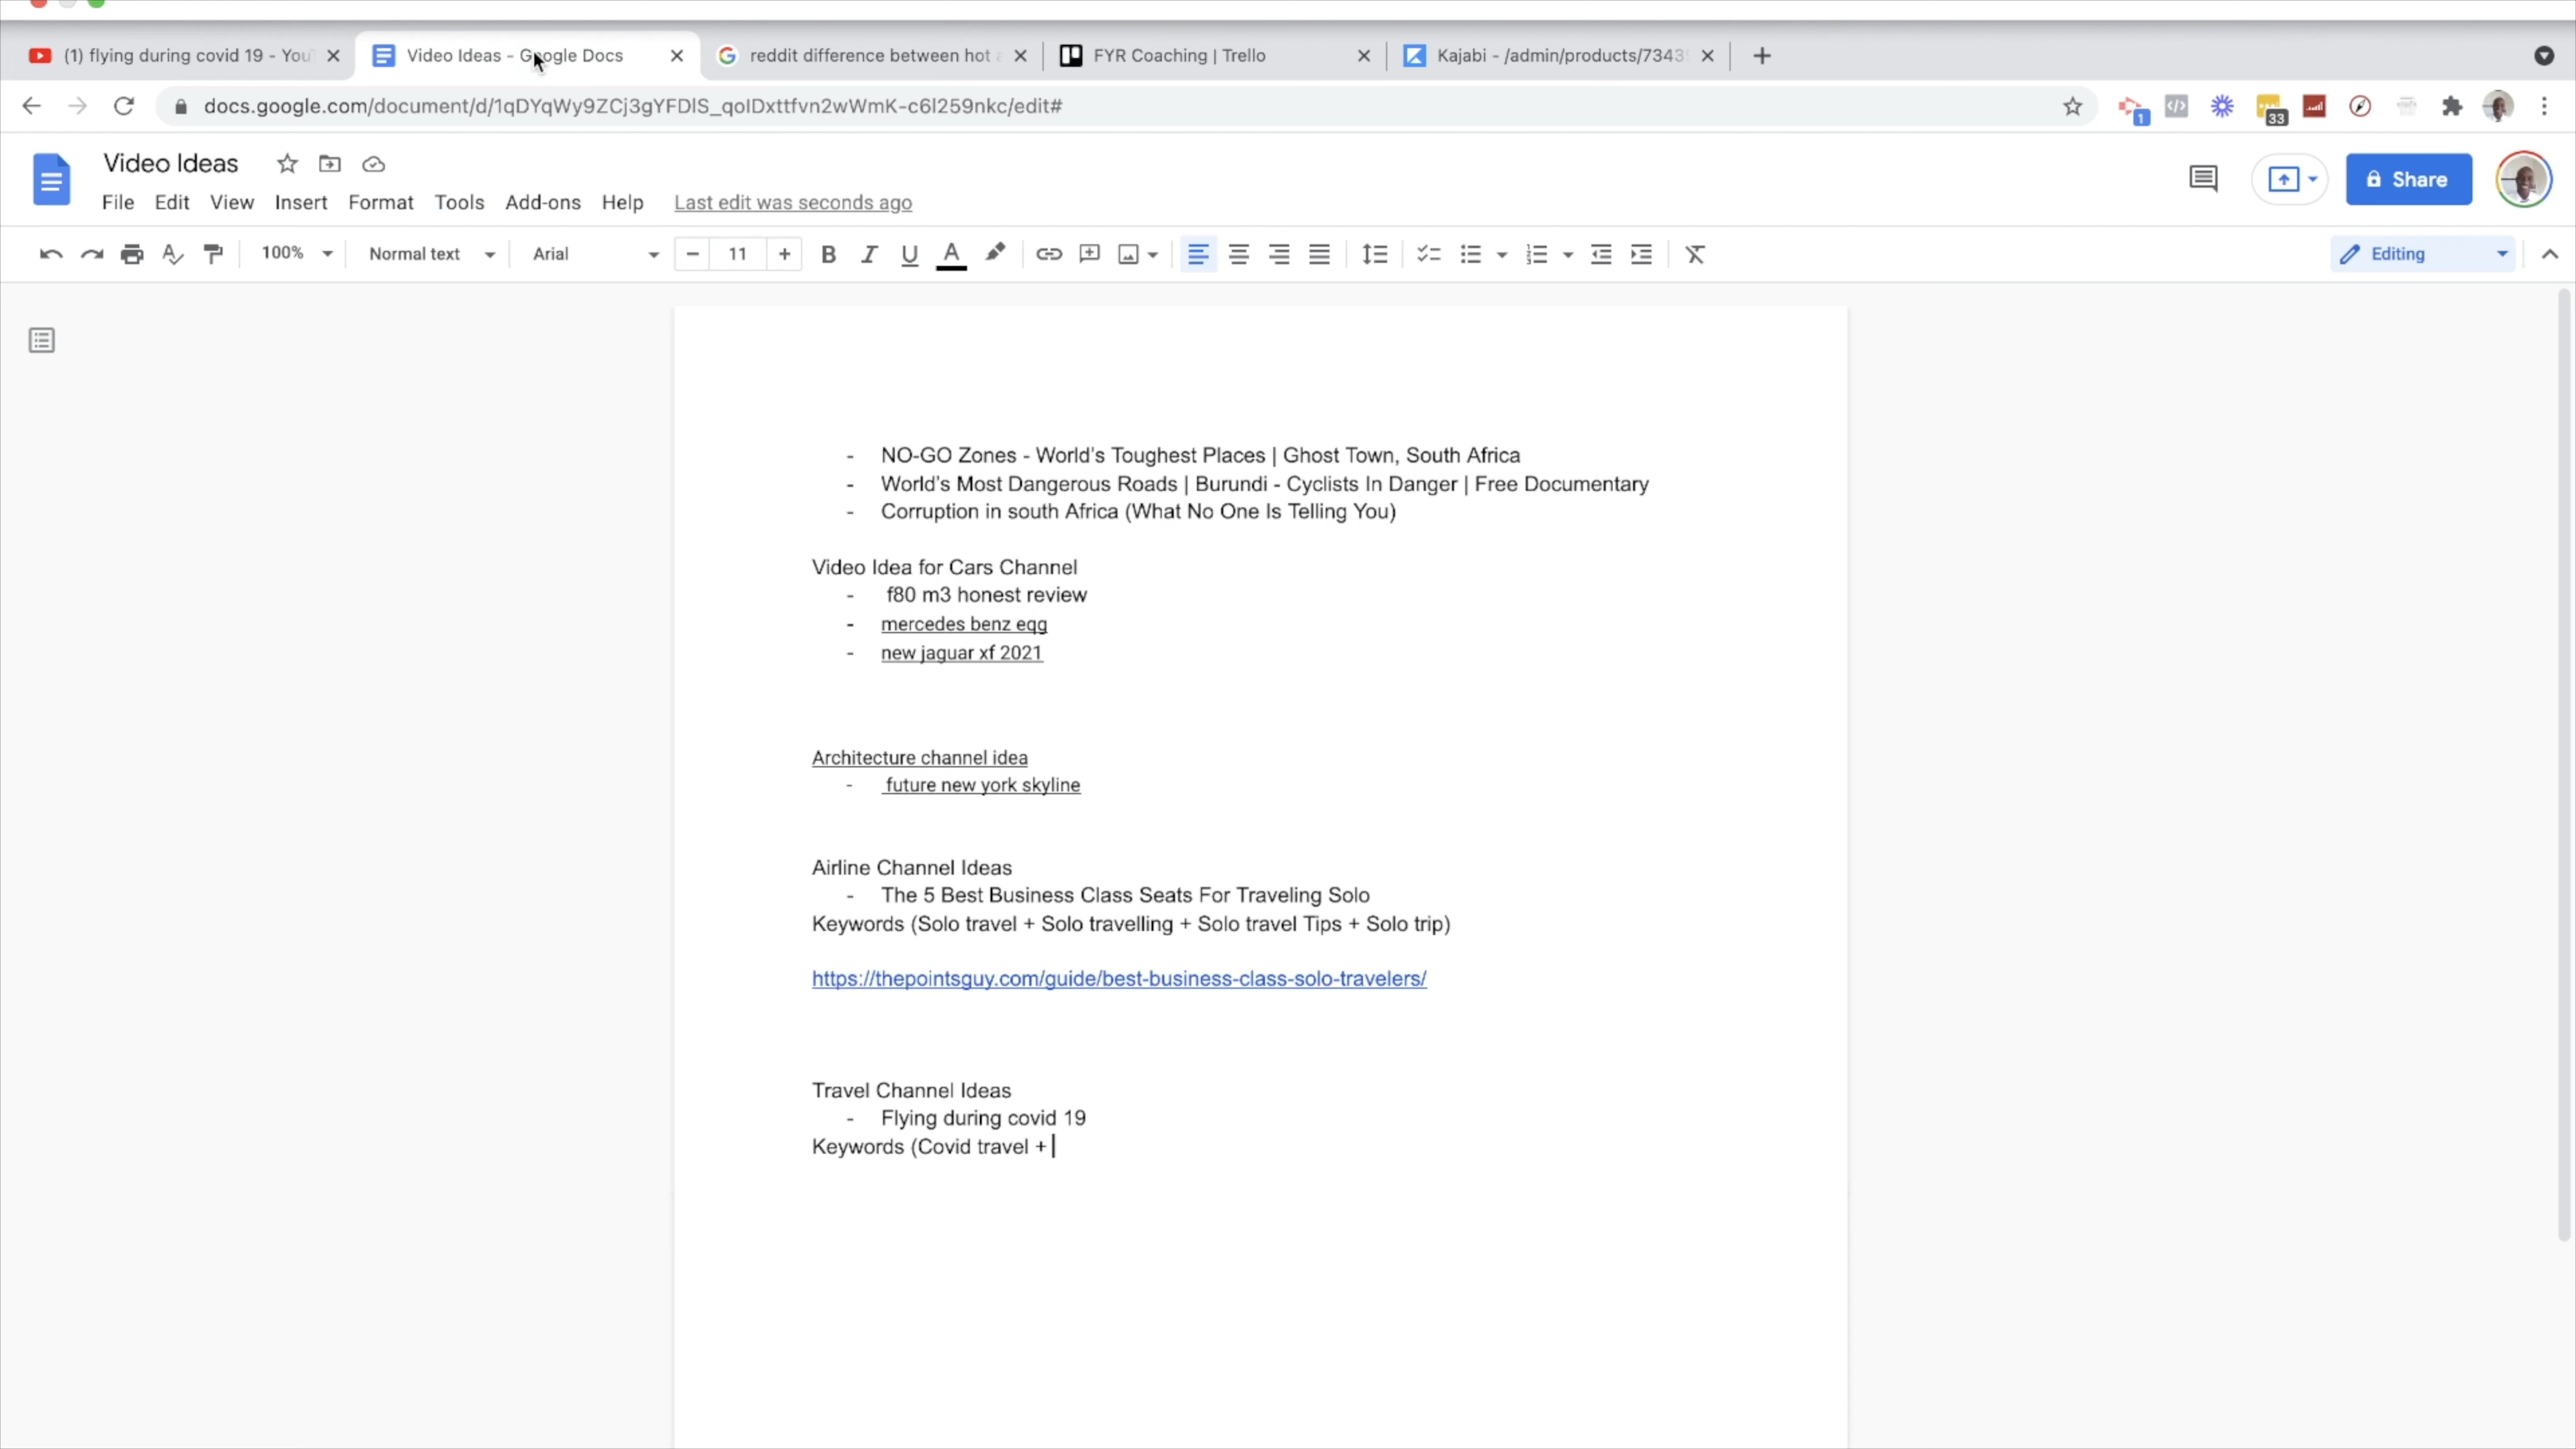 (1) flying during covid 19 - You
Video Ideas - Google Docs
reddit difference between hot a
FYR Coaching | Trello
Kajabi - /admin/products/7343
docs.google.com/document/d/1qDYqWy9ZCj3gYFDlS_qoIDxttfvn2wWmK-c6l259nkc/edit#
1
33
Video Ideas
File Edit View Insert Format Tools Add-ons Help Last edit was seconds ago
Share
100% Normal text Arial 11 B I U A Editing
- NO-GO Zones - World's Toughest Places | Ghost Town, South Africa
- World's Most Dangerous Roads | Burundi - Cyclists In Danger | Free Documentary
- Corruption in south Africa (What No One Is Telling You)
Video Idea for Cars Channel
- f80 m3 honest review
- mercedes benz eqg
- new jaguar xf 2021
Architecture channel idea
- future new york skyline
Airline Channel Ideas
- The 5 Best Business Class Seats For Traveling Solo
Keywords (Solo travel + Solo travelling + Solo travel Tips + Solo trip)
https://thepointsguy.com/guide/best-business-class-solo-travelers/
Travel Channel Ideas
- Flying during covid 19
Keywords (Covid travel +